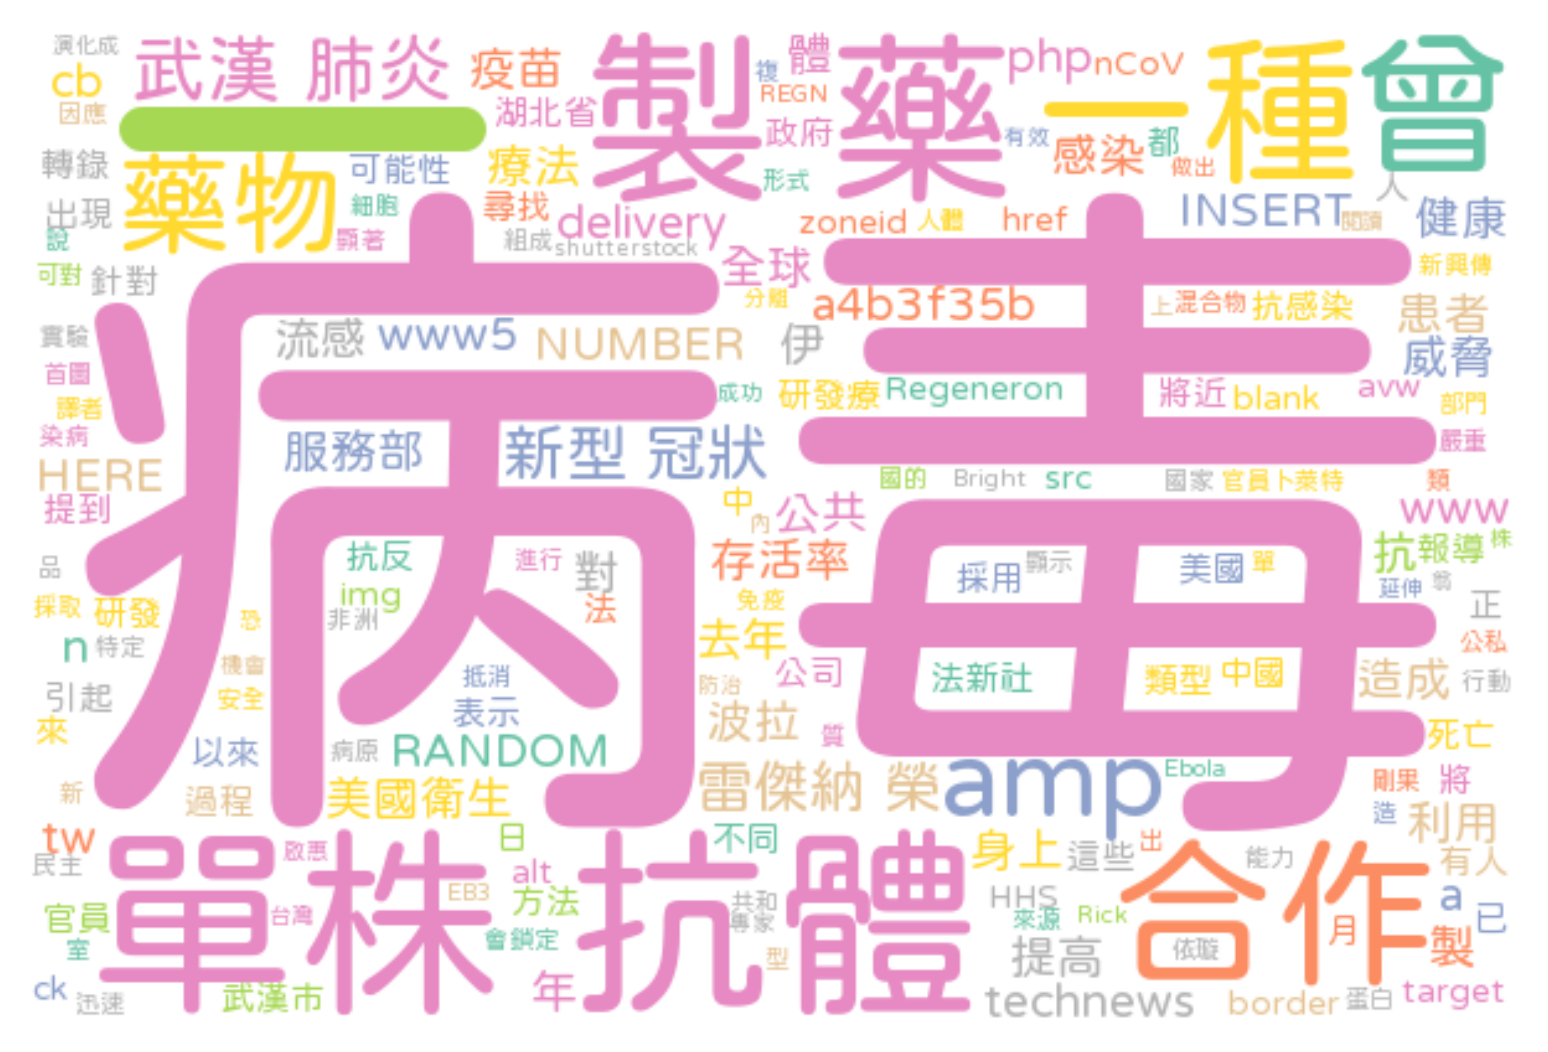 演化成
武漢 肺炎
疫苗
製藥
複
體
php
nCoV
一種
曾
cb
因應
一
湖北省
REGN
政府
有效
感染
都
做出
轉錄
藥物
可能性
療法
形式
人
出現
細胞
尋找
delivery
zoneid
人體
href
INSERT
閱讀
健康
說
顯著
組成
shutterstock
全球
新興傳
可對
針對
病毒
分離
a4b3f35b
上
混合物
抗感染
患者
實驗
流感
www5
NUMBER
伊
威脅
首圖
成功
研發療
Regeneron
將近
blank
avw
部門
譯者
染病
服務部
新型 冠狀
嚴重
HERE
國的
Bright
src
國家
官員卜萊特
類
提到
中
內
公共
www
品
抗反
進行
對
存活率
採用
顯示
美國
單
抗
報導
株
採取
研發
恐
img
非洲
法
免疫
延伸
翁
正
n
特定
機會
去年
公私
引起
安全
抵消
防治
公司
法新社
類型
中國
造成
行動
來
表示
波拉
質
死亡
以來
病原
RANDOM
新
過程
美國衛生
雷傑納 榮
amp
Ebola
剛果
將
造
利用
tw
民主
單株抗體
啟惠
日
不同
身上
這些
出
合作
能力
有人
alt
EB3
方法
共和
專家
HHS
來源
Rick
a
已
官員
台灣
室
會鎖定
型
提高
依璇
月
製
ck
迅速
武漢市
年
technews
border
蛋白
target